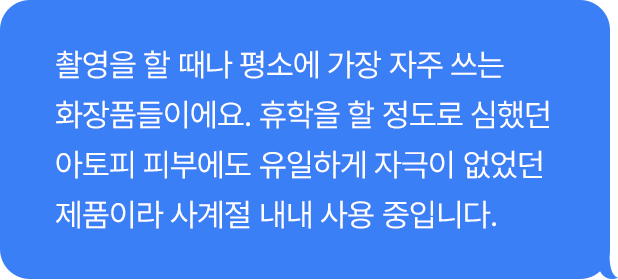 촬영을 할 때나 평소에 가장 자주 쓰는
화장품들이에요. 휴학을 할 정도로 심했던
아토피 피부에도 유일하게 자극이 없었던
제품이라 사계절 내내 사용 중입니다.